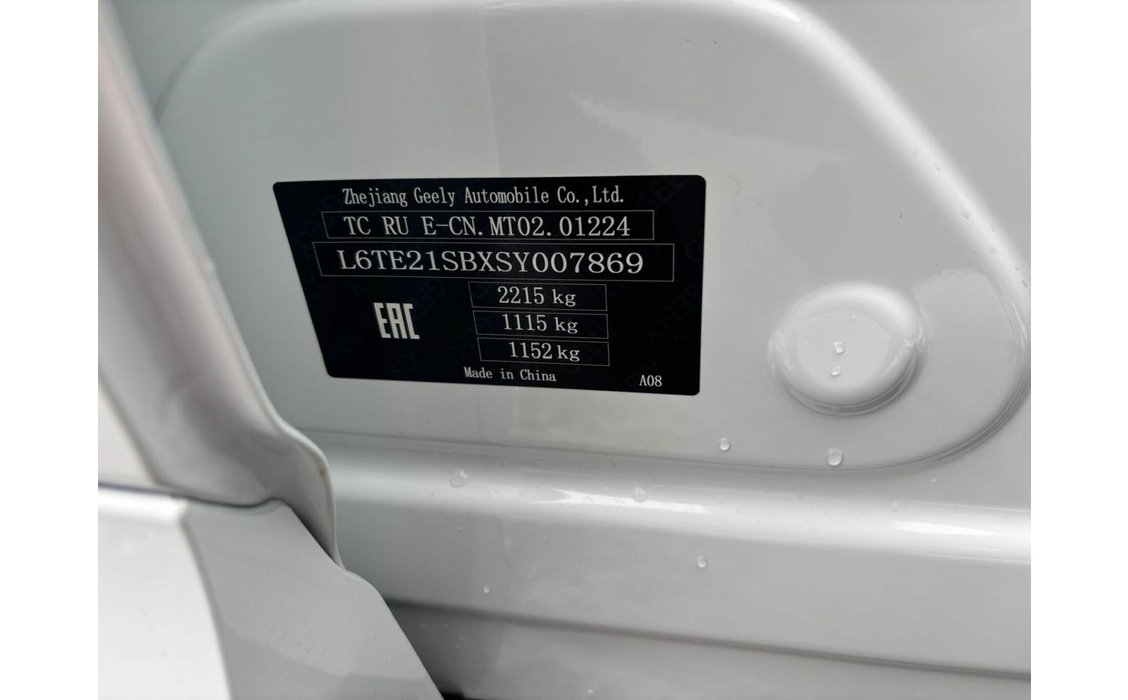 Zhejiang Geely Automobile Co.,Ltd.
TC RU E-CN.MT02.01224
L6TE21SBXSY007869
2215 kg
EAC
1115 kg
1152 kg
Made in China
A08